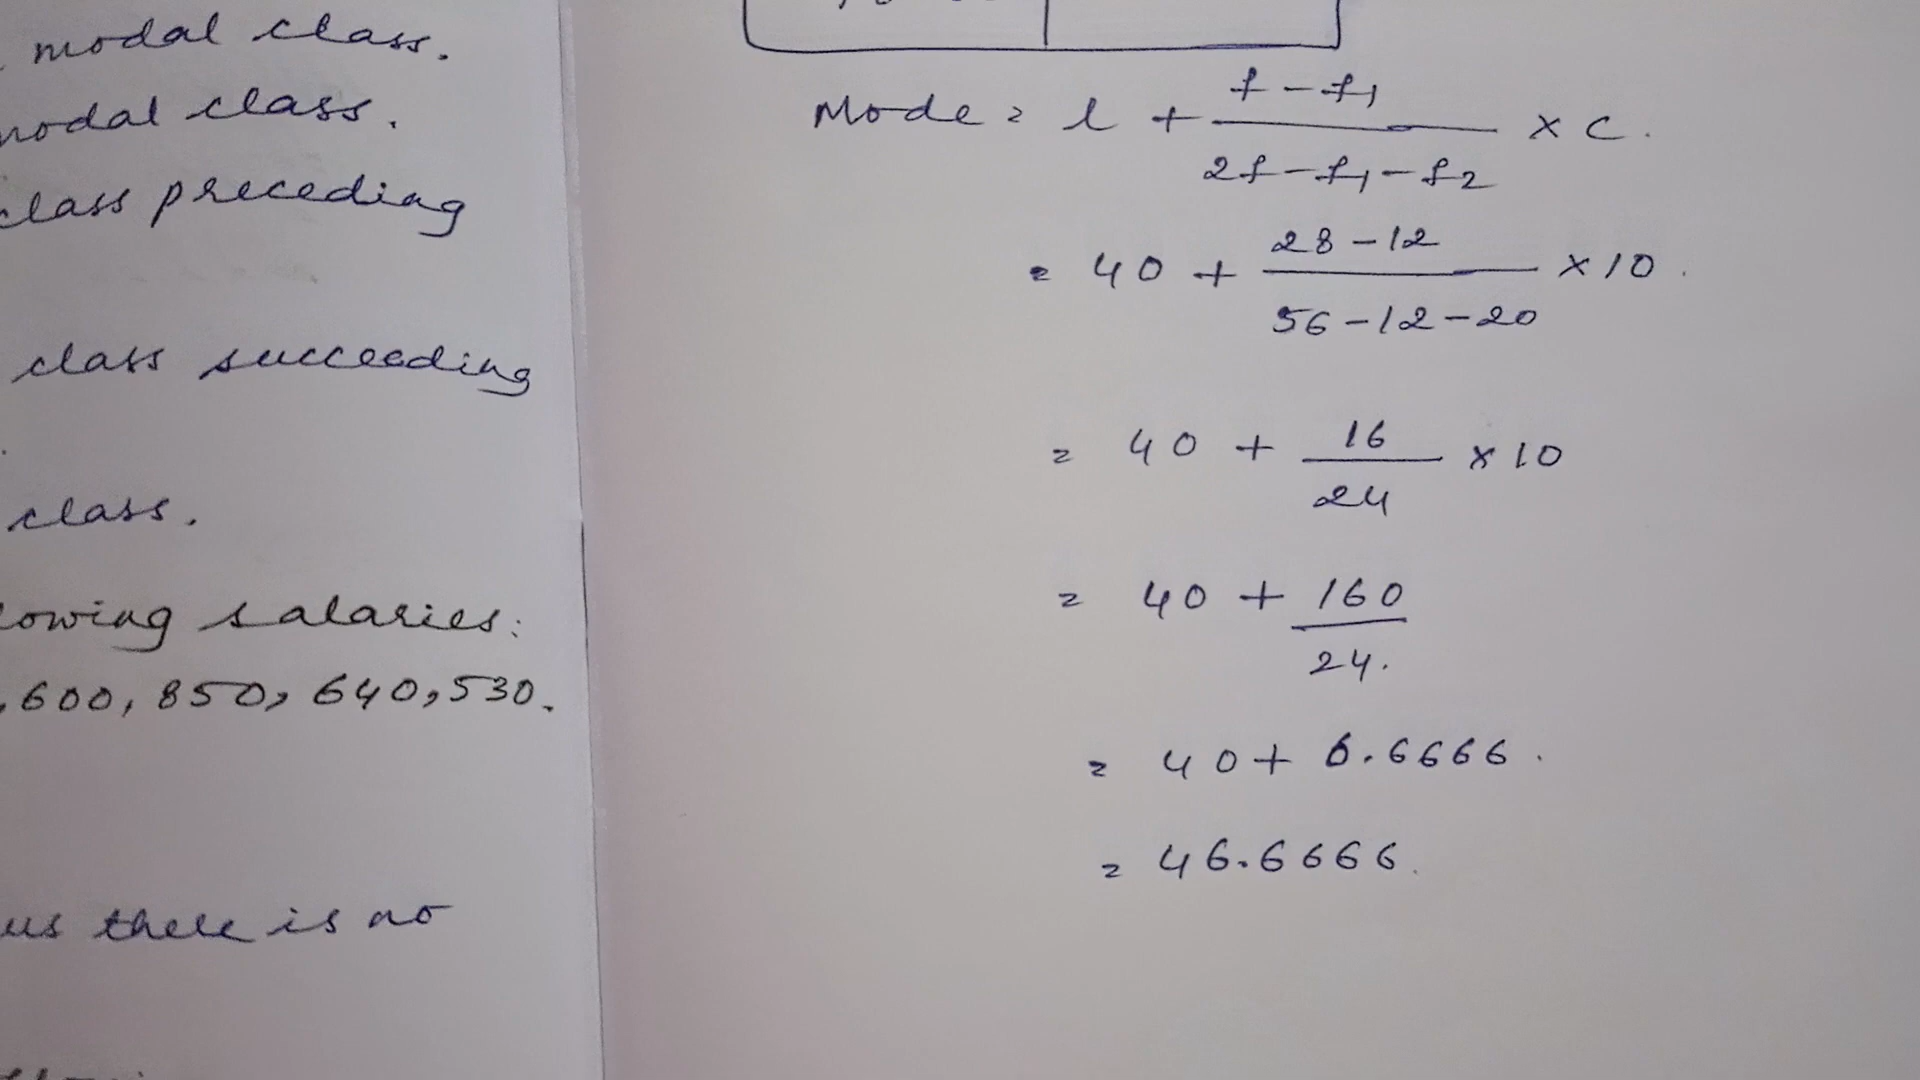 modal class.
modal class.
class preceding
class succeeding
class.
salaries:
600, 850, 640, 530.
there is no
Mode = l + f - f1 / 2f - f1 - f2 × c.
= 40 + 28 - 12 / 56 - 12 - 20 × 10.
= 40 + 16 / 24 × 10
= 40 + 160 / 24.
= 40 + 6.6666.
= 46.6666.